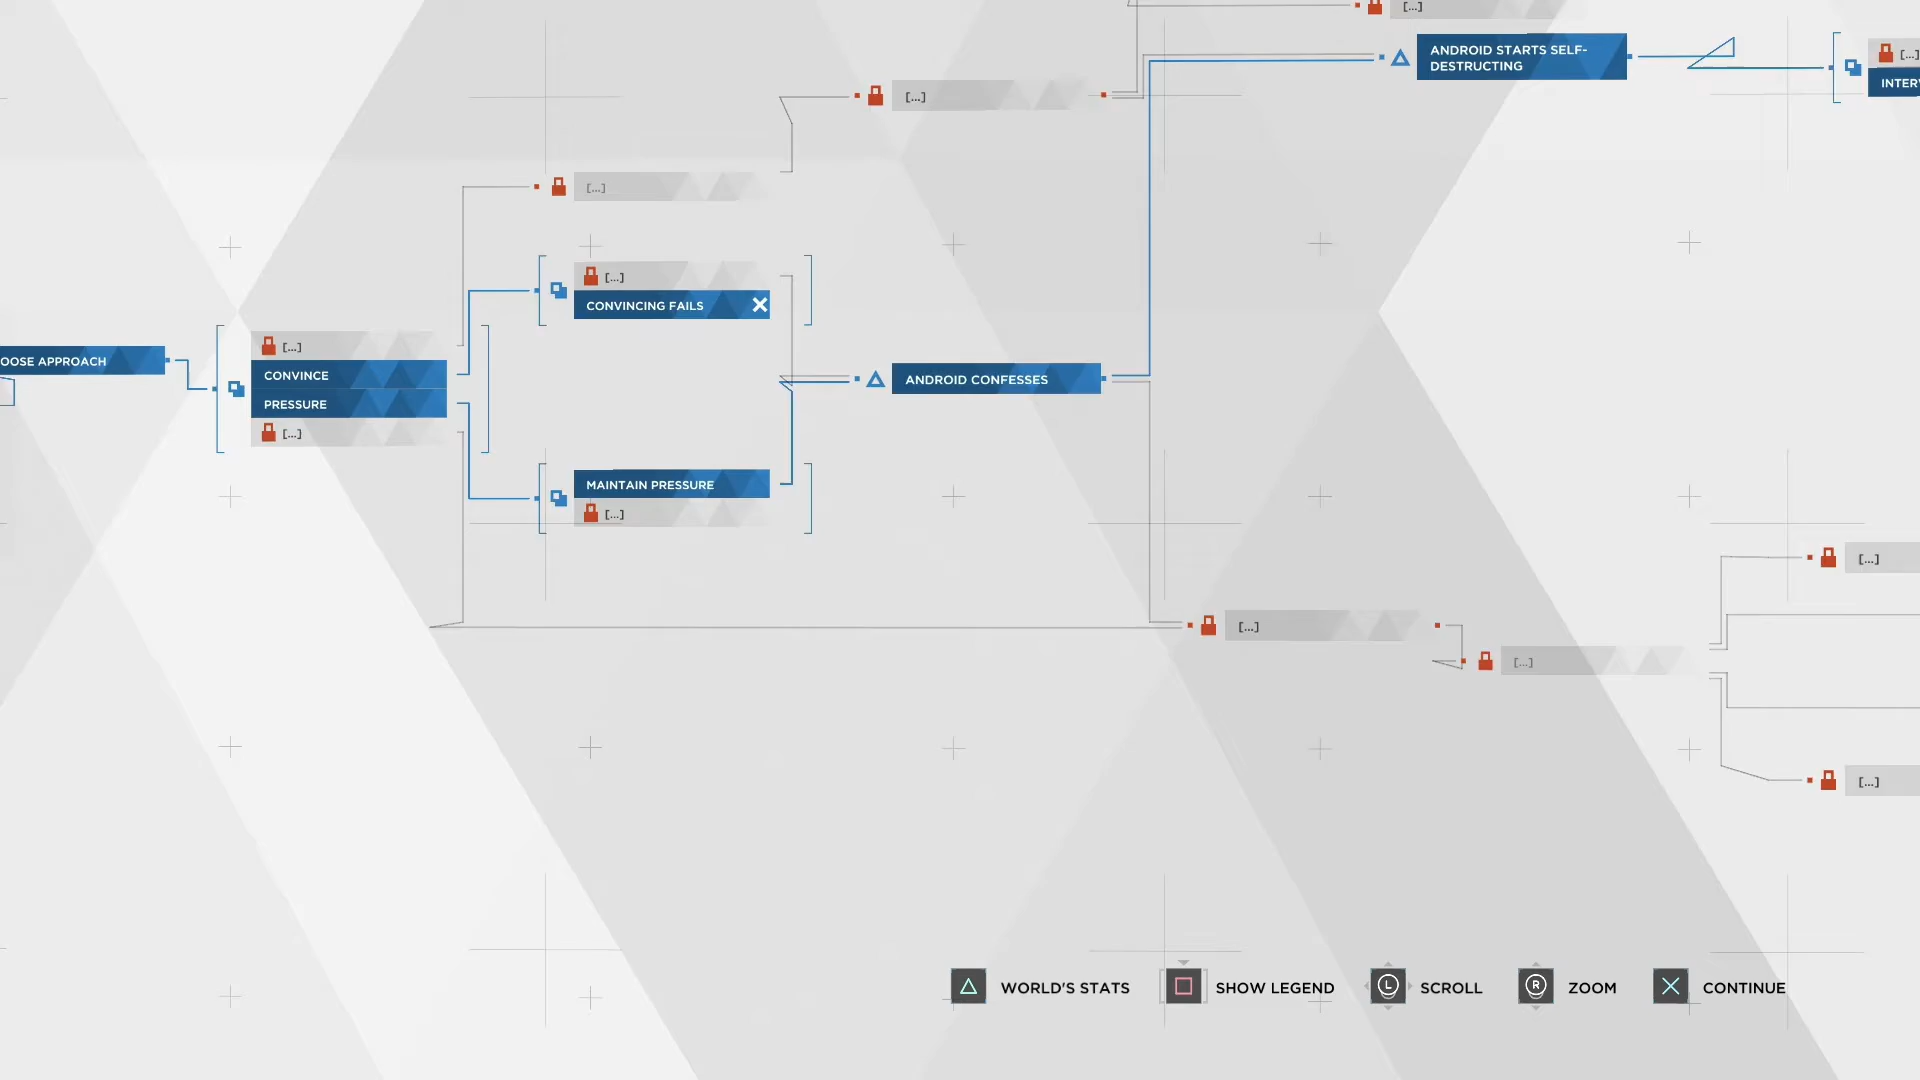 [...]
ANDROID STARTS SELF-
DESTRUCTING
[...]
INTERV
[...]
[...]
[...]
CONVINCING FAILS
OOSE APPROACH
[...]
CONVINCE
PRESSURE
[...]
ANDROID CONFESSES
MAINTAIN PRESSURE
[...]
[...]
[...]
[...]
[...]
WORLD'S STATS
SHOW LEGEND
L
SCROLL
R
ZOOM
CONTINUE